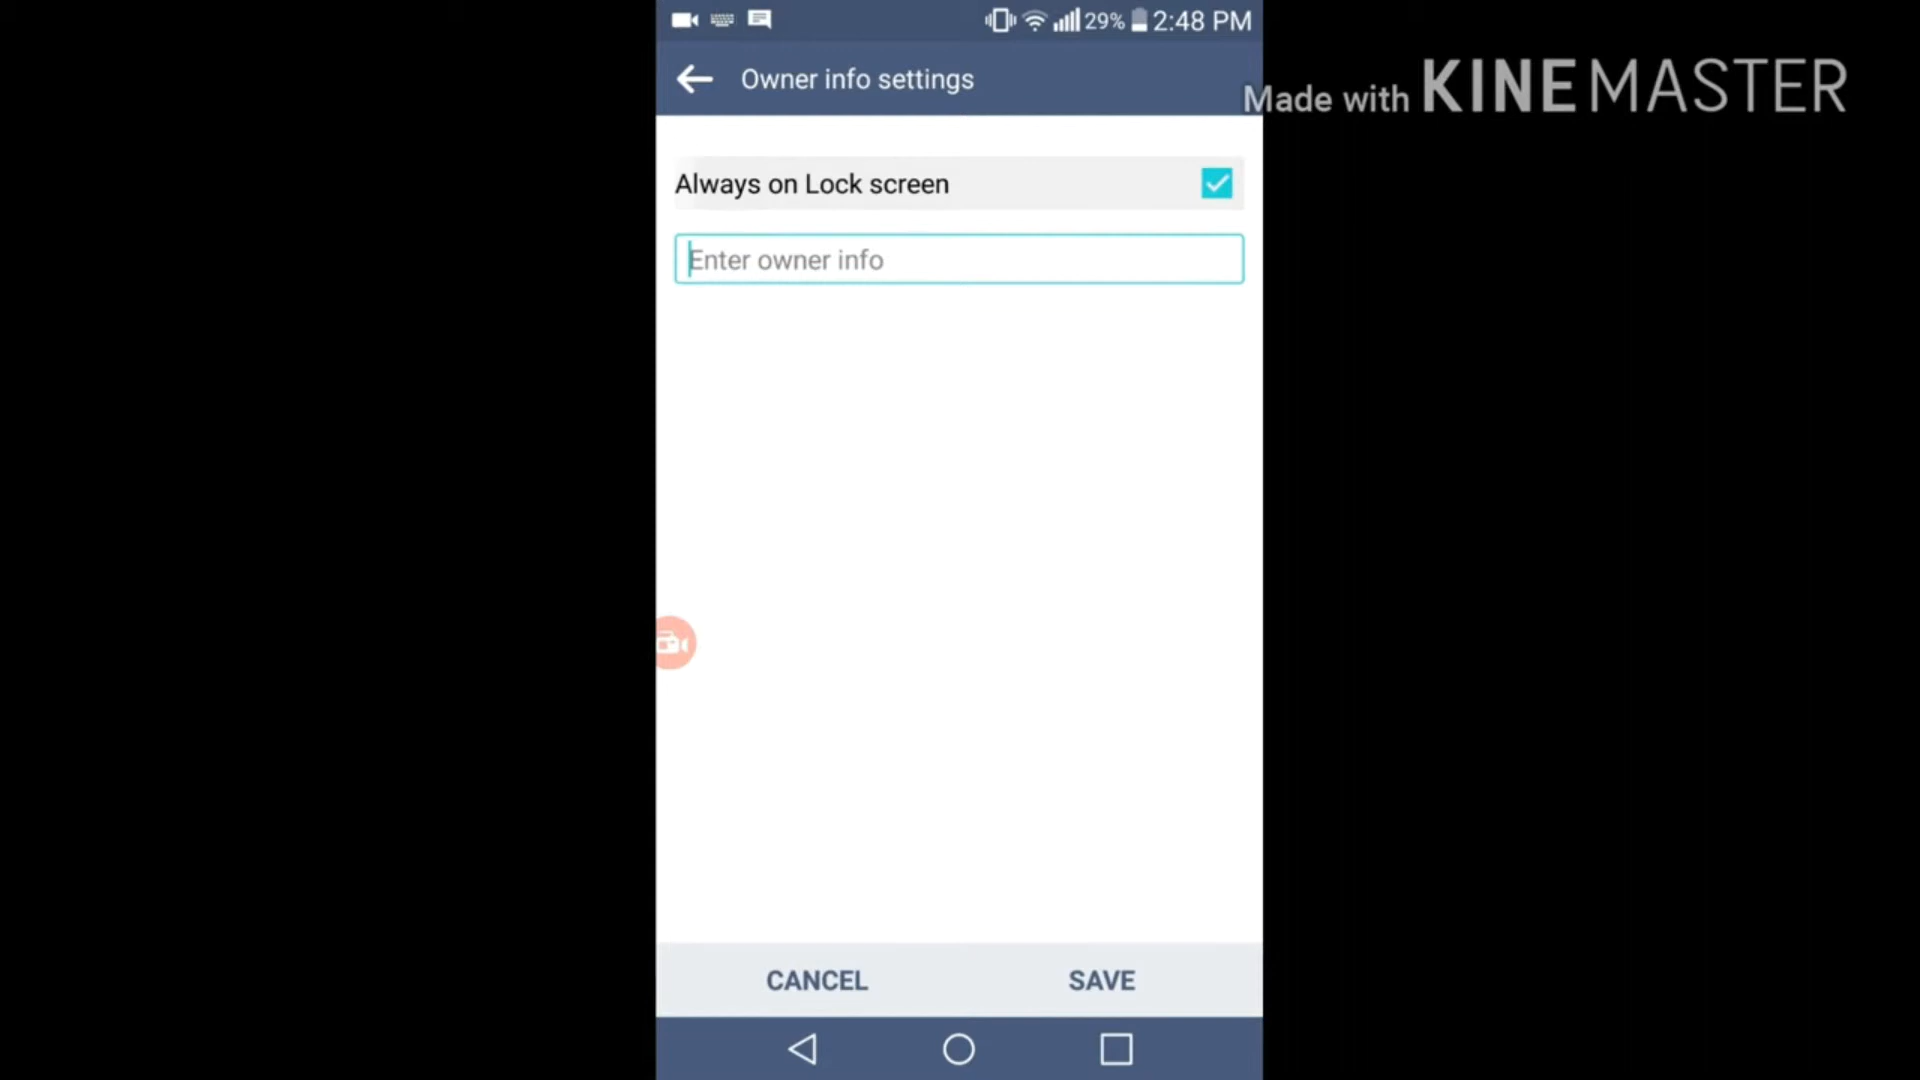 29% 2:48 PM
Owner info settings
Made with KINEMASTER
Always on Lock screen
Enter owner info
CANCEL SAVE